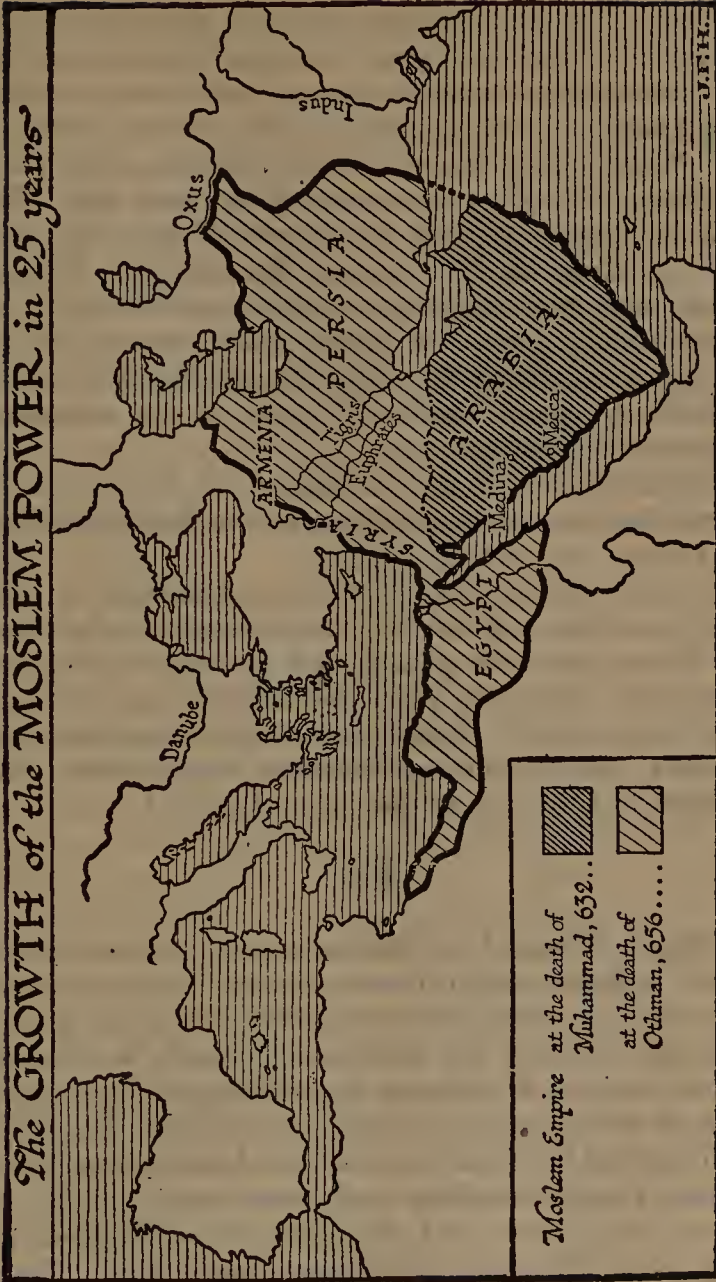 The GROWTH of the MOSLEM POWER in 25 years
Oxus
Indus
Danube
ARMENIA
PERSIA
Tigris
Euphrates
SYRIA
ARABIA
Medina
Mecca
EGYPT
Moslem Empire at the death of
Muhammad, 632..
at the death of
Othman, 656....
J.F.H.